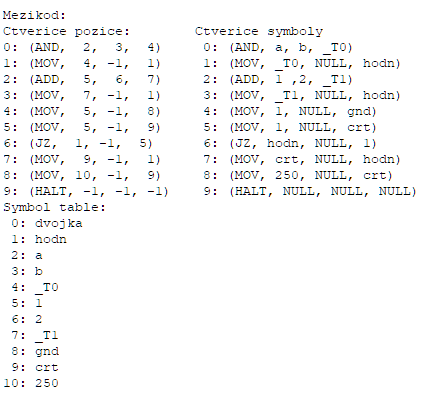 Mezikod:
Ctverice pozice:        Ctverice symboly
0: (AND,  2,  3,  4)     0: (AND, a, b, _T0)
1: (MOV,  4, -1,  1)     1: (MOV, _T0, NULL, hodn)
2: (ADD,  5,  6,  7)     2: (ADD, 1 ,2, _T1)
3: (MOV,  7, -1,  1)     3: (MOV, _T1, NULL, hodn)
4: (MOV,  5, -1,  8)     4: (MOV, 1, NULL, gnd)
5: (MOV,  5, -1,  9)     5: (MOV, 1, NULL, crt)
6: (JZ,  1, -1,  5)      6: (JZ, hodn, NULL, 1)
7: (MOV,  9, -1,  1)     7: (MOV, crt, NULL, hodn)
8: (MOV, 10, -1,  9)     8: (MOV, 250, NULL, crt)
9: (HALT, -1, -1, -1)    9: (HALT, NULL, NULL, NULL)
Symbol table:
0: dvojka
1: hodn
2: a
3: b
4: _T0
5: 1
6: 2
7: _T1
8: gnd
9: crt
10: 250